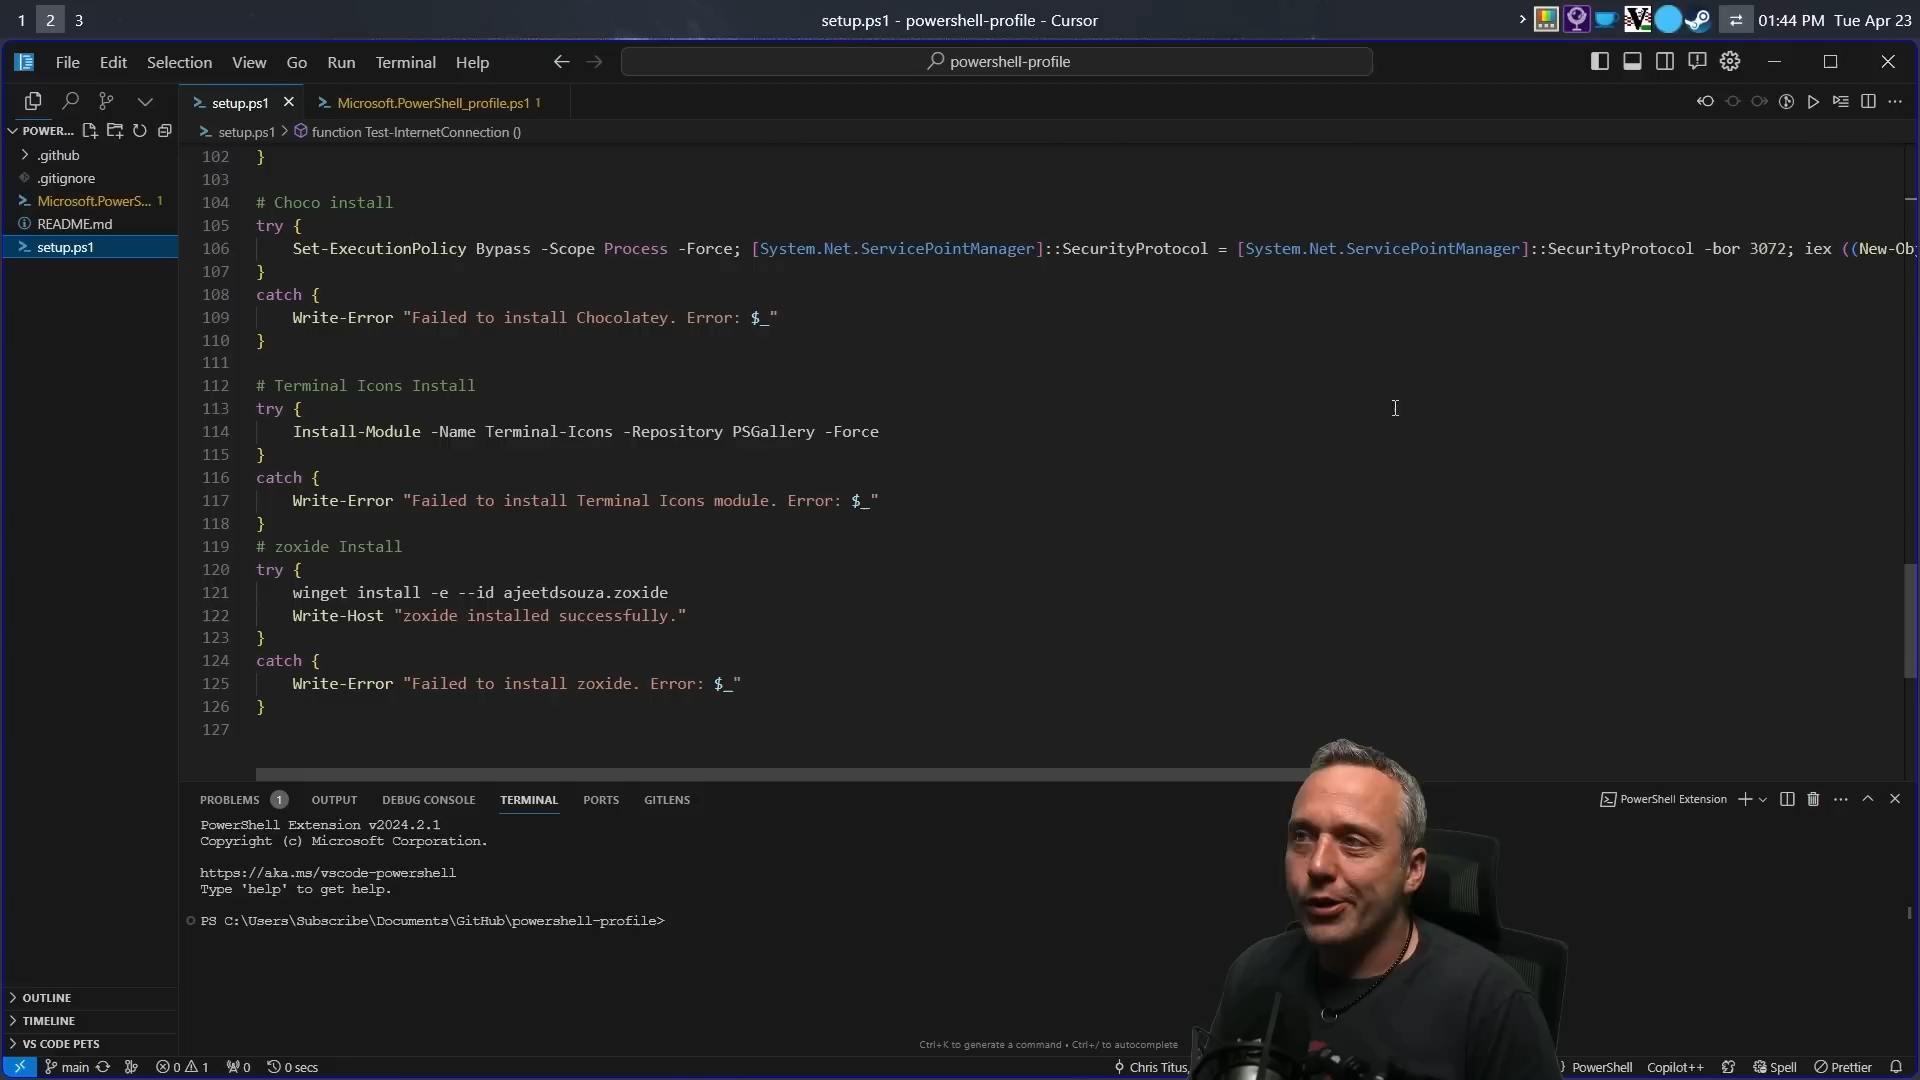 1 2 3
setup.ps1 - powershell-profile - Cursor
01:44 PM Tue Apr 23
File Edit Selection View Go Run Terminal Help
powershell-profile
setup.ps1
Microsoft.PowerShell_profile.ps1 1
POWER...
setup.ps1 > function Test-InternetConnection ()
.github
.gitignore
Microsoft.PowerS... 1
README.md
setup.ps1
102 }
103
104 # Choco install
105 try {
106 Set-ExecutionPolicy Bypass -Scope Process -Force; [System.Net.ServicePointManager]::SecurityProtocol = [System.Net.ServicePointManager]::SecurityProtocol -bor 3072; iex ((New-Ob
107 }
108 catch {
109 Write-Error "Failed to install Chocolatey. Error: $_"
110 }
111
112 # Terminal Icons Install
113 try {
114 Install-Module -Name Terminal-Icons -Repository PSGallery -Force
115 }
116 catch {
117 Write-Error "Failed to install Terminal Icons module. Error: $_"
118 }
119 # zoxide Install
120 try {
121 winget install -e --id ajeetdsouza.zoxide
122 Write-Host "zoxide installed successfully."
123 }
124 catch {
125 Write-Error "Failed to install zoxide. Error: $_"
126 }
127
PROBLEMS 1 OUTPUT DEBUG CONSOLE TERMINAL PORTS GITLENS
PowerShell Extension
PowerShell Extension v2024.2.1
Copyright (c) Microsoft Corporation.
https://aka.ms/vscode-powershell
Type 'help' to get help.
PS C:\Users\Subscribe\Documents\GitHub\powershell-profile>
OUTLINE
TIMELINE
VS CODE PETS
Ctrl+K to generate a command • Ctrl+/ to autocomplete
main 0 1 0 0 secs
Chris Titus,
PowerShell Copilot++ Spell Prettier